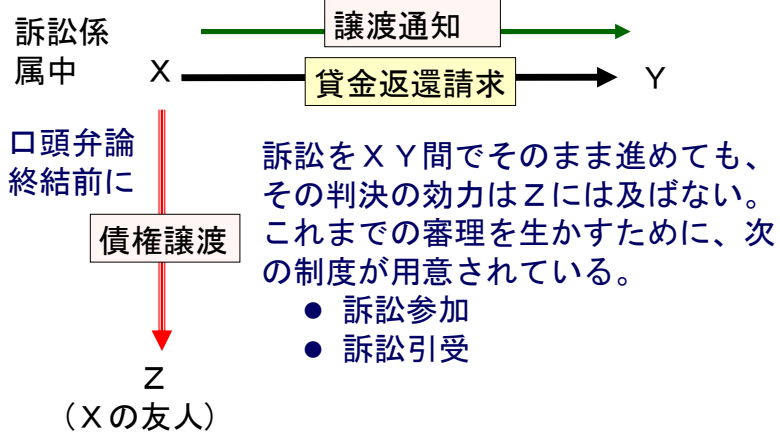 訴訟係
属中
譲渡通知
X
貸金返還請求
Y
口頭弁論
終結前に
債権譲渡
訴訟をXY間でそのまま進めても、
その判決の効力はZには及ばない。
これまでの審理を生かすために、次
の制度が用意されている。
● 訴訟参加
● 訴訟引受
Z
(Xの友人)